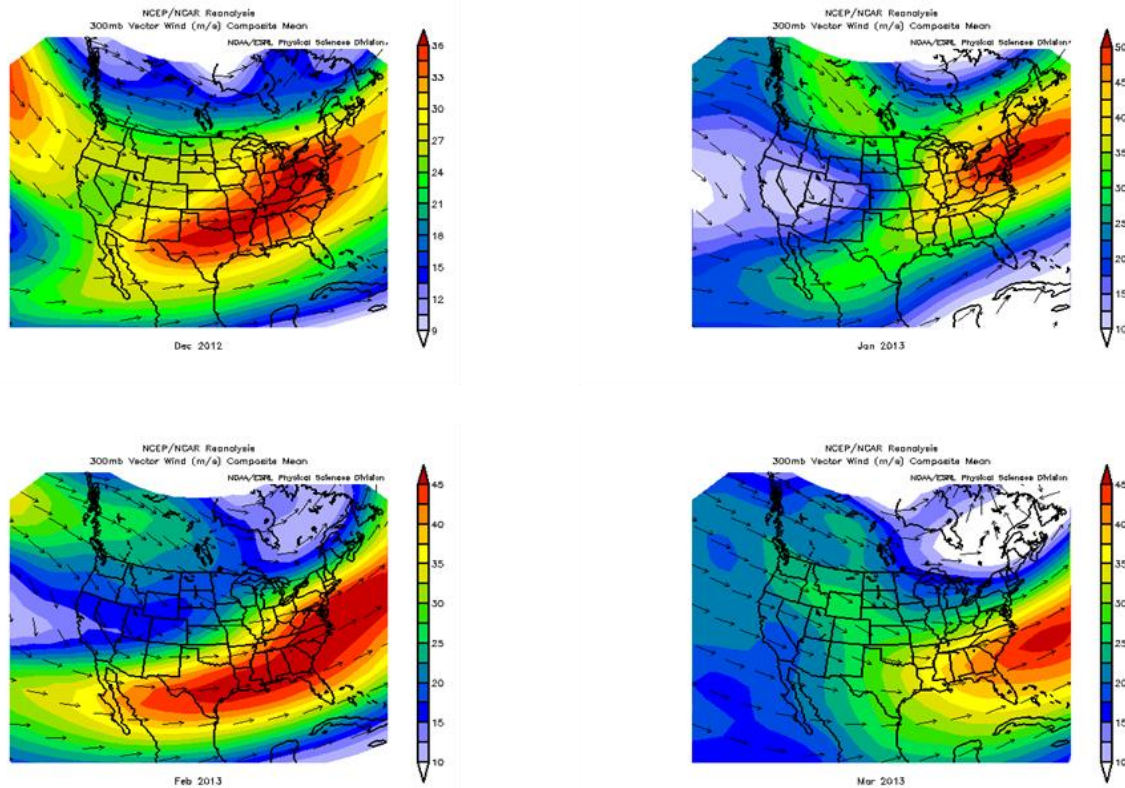 NCEP/NCAR Reanalysis
300mb Vector Wind (m/s) Composite Mean
NOAA/ESRL Physical Sciences Division
36
33
30
27
24
21
18
15
12
9
Dec 2012
NCEP/NCAR Reanalysis
300mb Vector Wind (m/s) Composite Mean
NOAA/ESRL Physical Sciences Division
50
45
40
35
30
25
20
15
10
Jan 2013
NCEP/NCAR Reanalysis
300mb Vector Wind (m/s) Composite Mean
NOAA/ESRL Physical Sciences Division
45
40
35
30
25
20
15
10
Feb 2013
NCEP/NCAR Reanalysis
300mb Vector Wind (m/s) Composite Mean
NOAA/ESRL Physical Sciences Division
45
40
35
30
25
20
15
10
Mar 2013